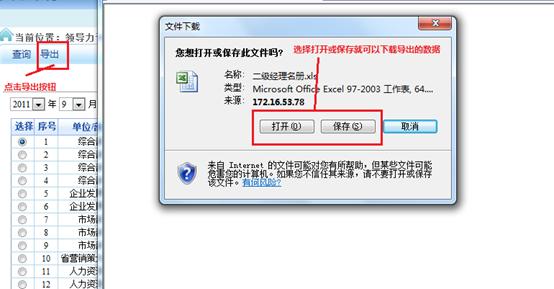 当前位置：领导力
查询 导出
点击导出按钮
2011 年 9 月
选择 序号 单位/部
1 综合
2 综合
3 综合
4 综合
5 企业发
6 企业发
7 市场
8 市场
9 市场
10 省营销策
11 人力资
12 人力资
文件下载
选择打开或保存就可以下载导出的数据
您想打开或保存此文件吗？
名称： 二级经理名册.xls
类型： Microsoft Office Excel 97-2003 工作表, 64....
来源： 172.16.53.78
打开(O) 保存(S) 取消
来自 Internet 的文件可能对您有所帮助，但某些文件可能
危害您的计算机。如果您不信任其来源，请不要打开或保存
该文件。有何风险?